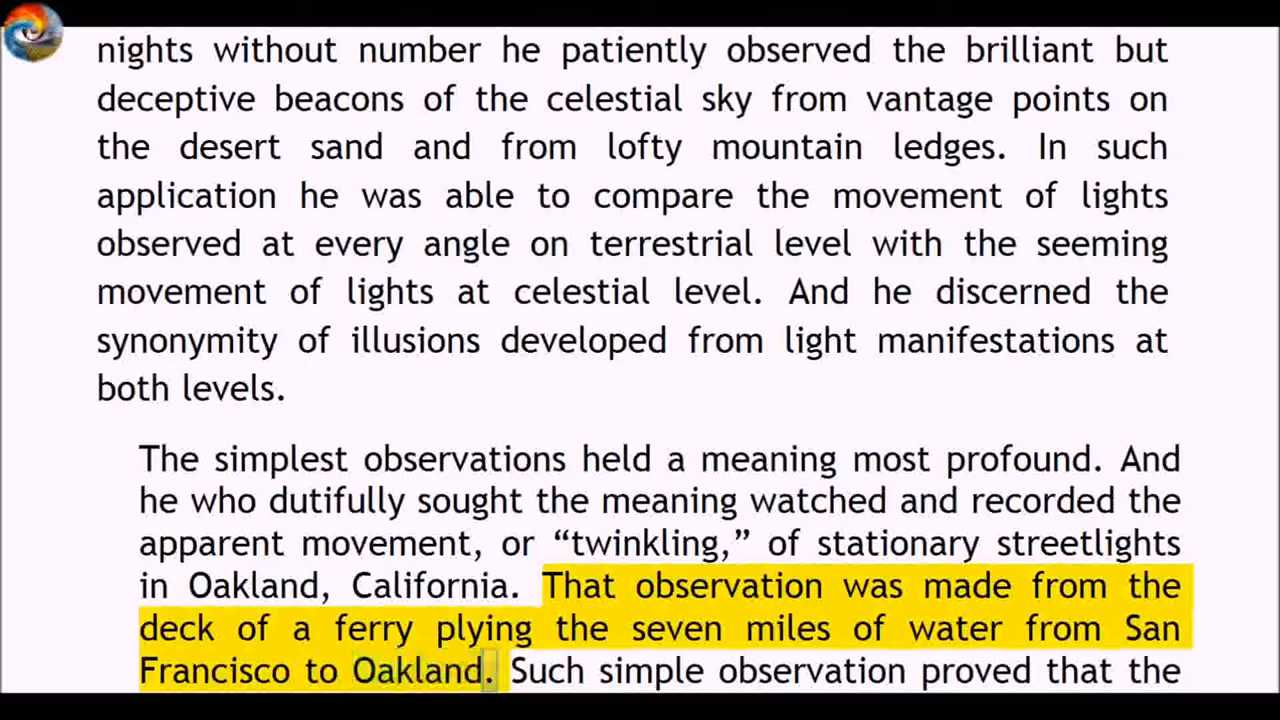 nights without number he patiently observed the brilliant but
deceptive beacons of the celestial sky from vantage points on
the desert sand and from lofty mountain ledges. In such
application he was able to compare the movement of lights
observed at every angle on terrestrial level with the seeming
movement of lights at celestial level. And he discerned the
synonymity of illusions developed from light manifestations at
both levels.
The simplest observations held a meaning most profound. And
he who dutifully sought the meaning watched and recorded the
apparent movement, or “twinkling,” of stationary streetlights
in Oakland, California. That observation was made from the
deck of a ferry plying the seven miles of water from San
Francisco to Oakland. Such simple observation proved that the